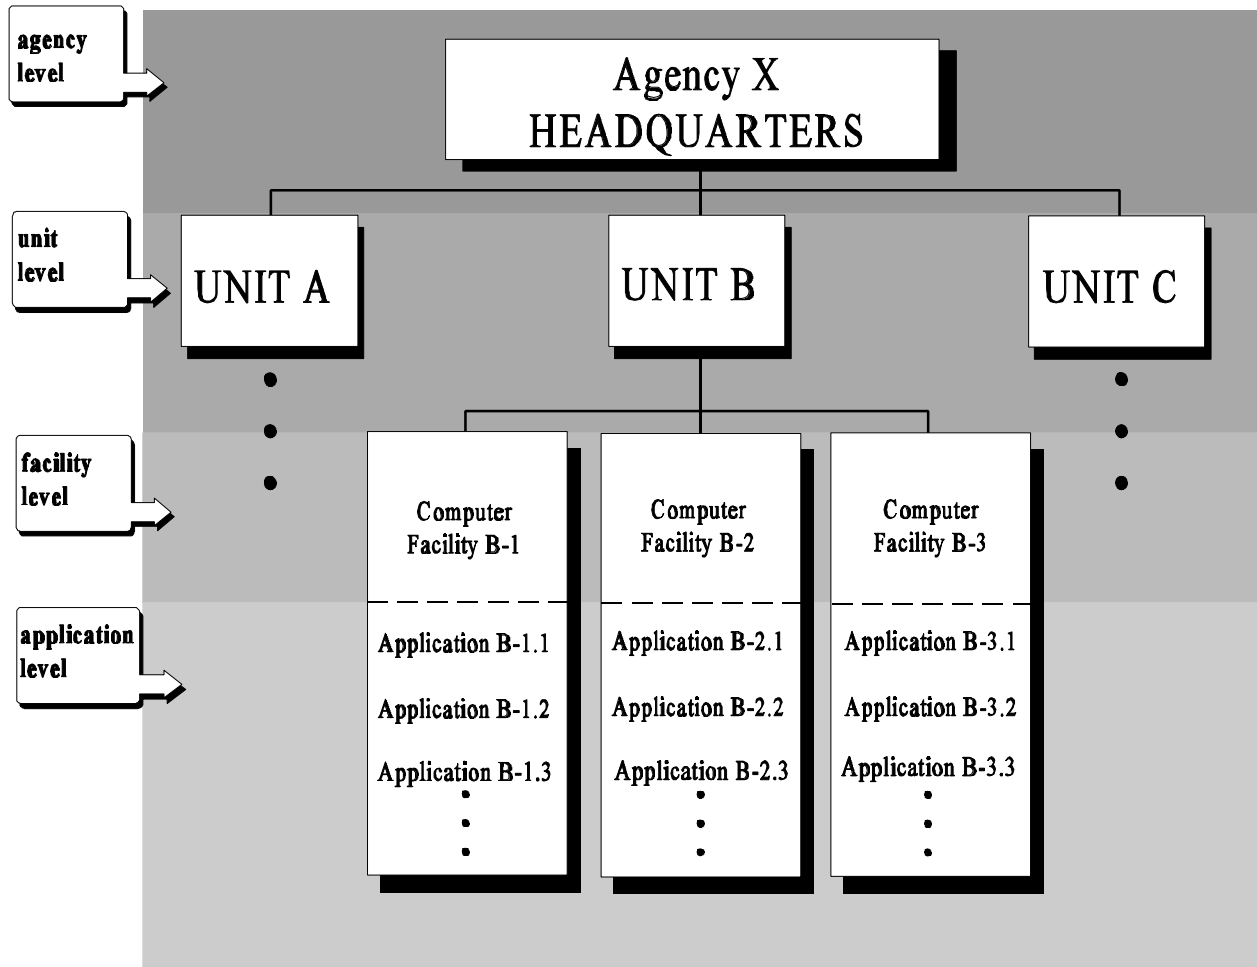 agency
level
Agency X
HEADQUARTERS
unit
level
UNIT A
UNIT B
UNIT C
facility
level
Computer
Facility B-1
Computer
Facility B-2
Computer
Facility B-3
application
level
Application B-1.1
Application B-1.2
Application B-1.3
Application B-2.1
Application B-2.2
Application B-2.3
Application B-3.1
Application B-3.2
Application B-3.3